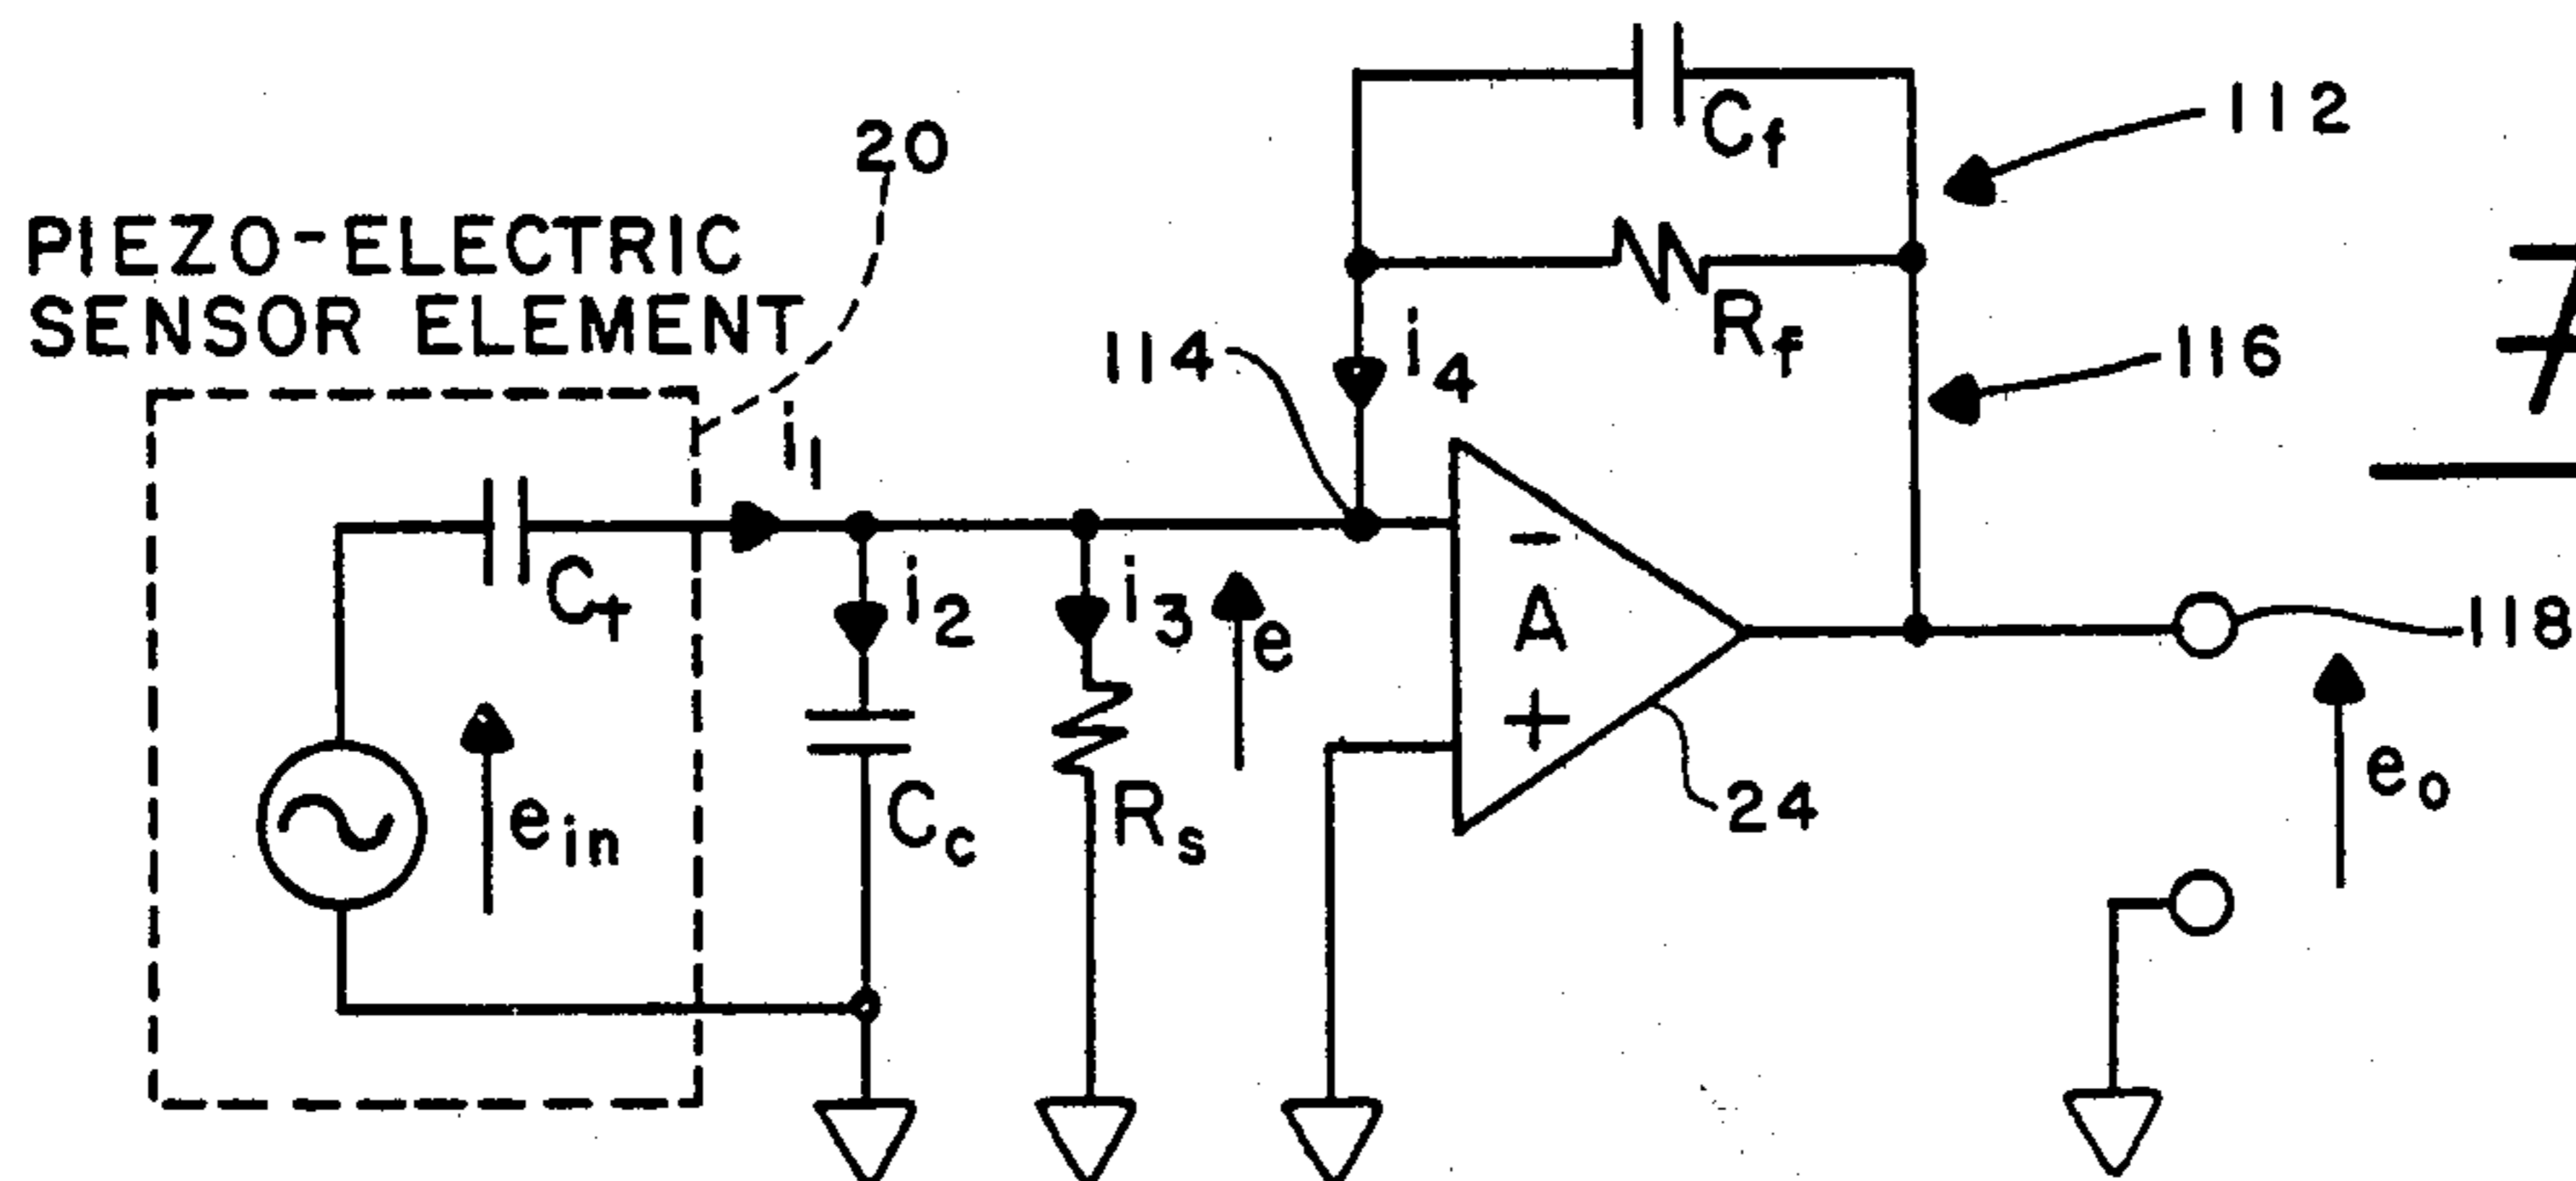 20
112
PIEZO-ELECTRIC
SENSOR ELEMENT
Cf
Rf
114
i4
116
i1
Ct
i2
i3
e
-
A
+
118
ein
Cc
Rs
24
eo